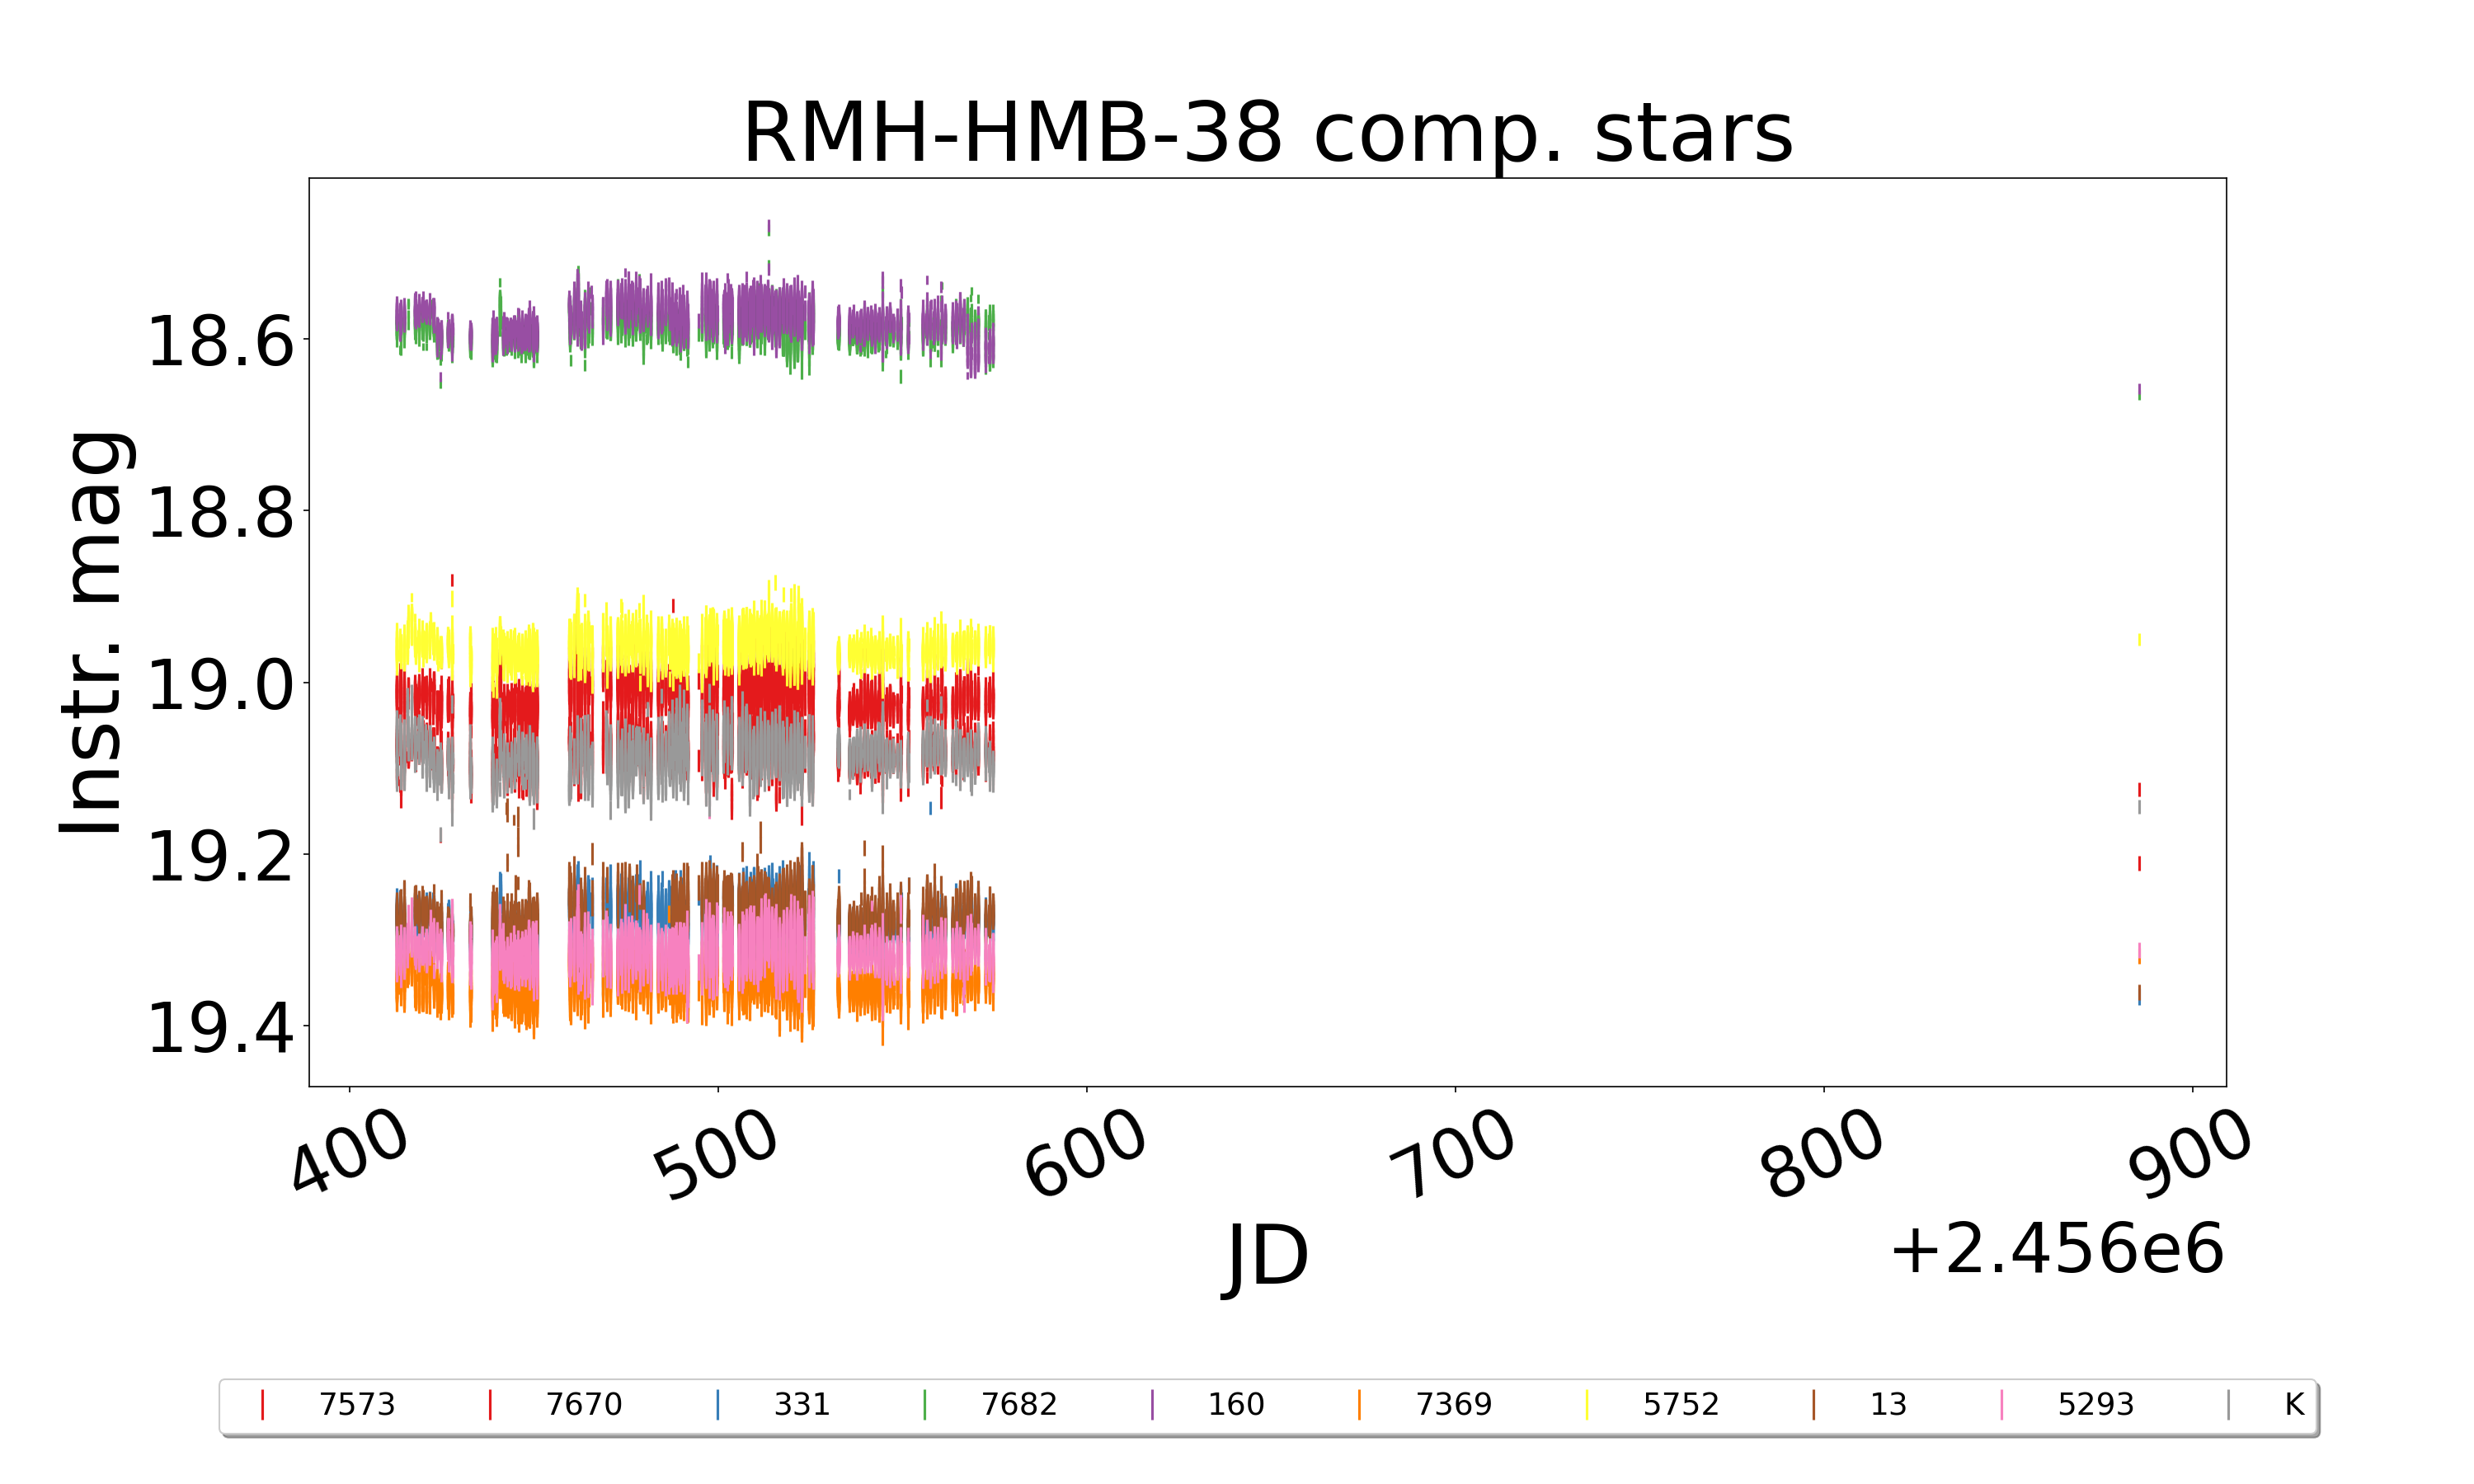 RMH-HMB-38 comp. stars
Instr. mag
18.6
18.8
19.0
19.2
19.4
400 500 600 700 800 900
JD
+2.456e6
7573 7670 331 7682 160 7369 5752 13 5293 K